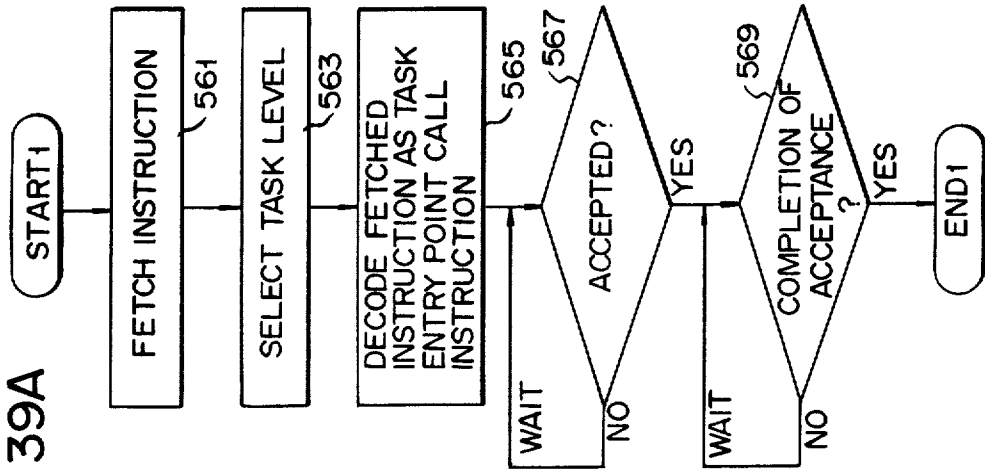 39A
START1
FETCH INSTRUCTION
561
SELECT TASK LEVEL
563
DECODE FETCHED
INSTRUCTION AS TASK
ENTRY POINT CALL
INSTRUCTION
565
WAIT
567
ACCEPTED?
NO
YES
WAIT
569
COMPLETION OF
ACCEPTANCE
?
NO
YES
END1